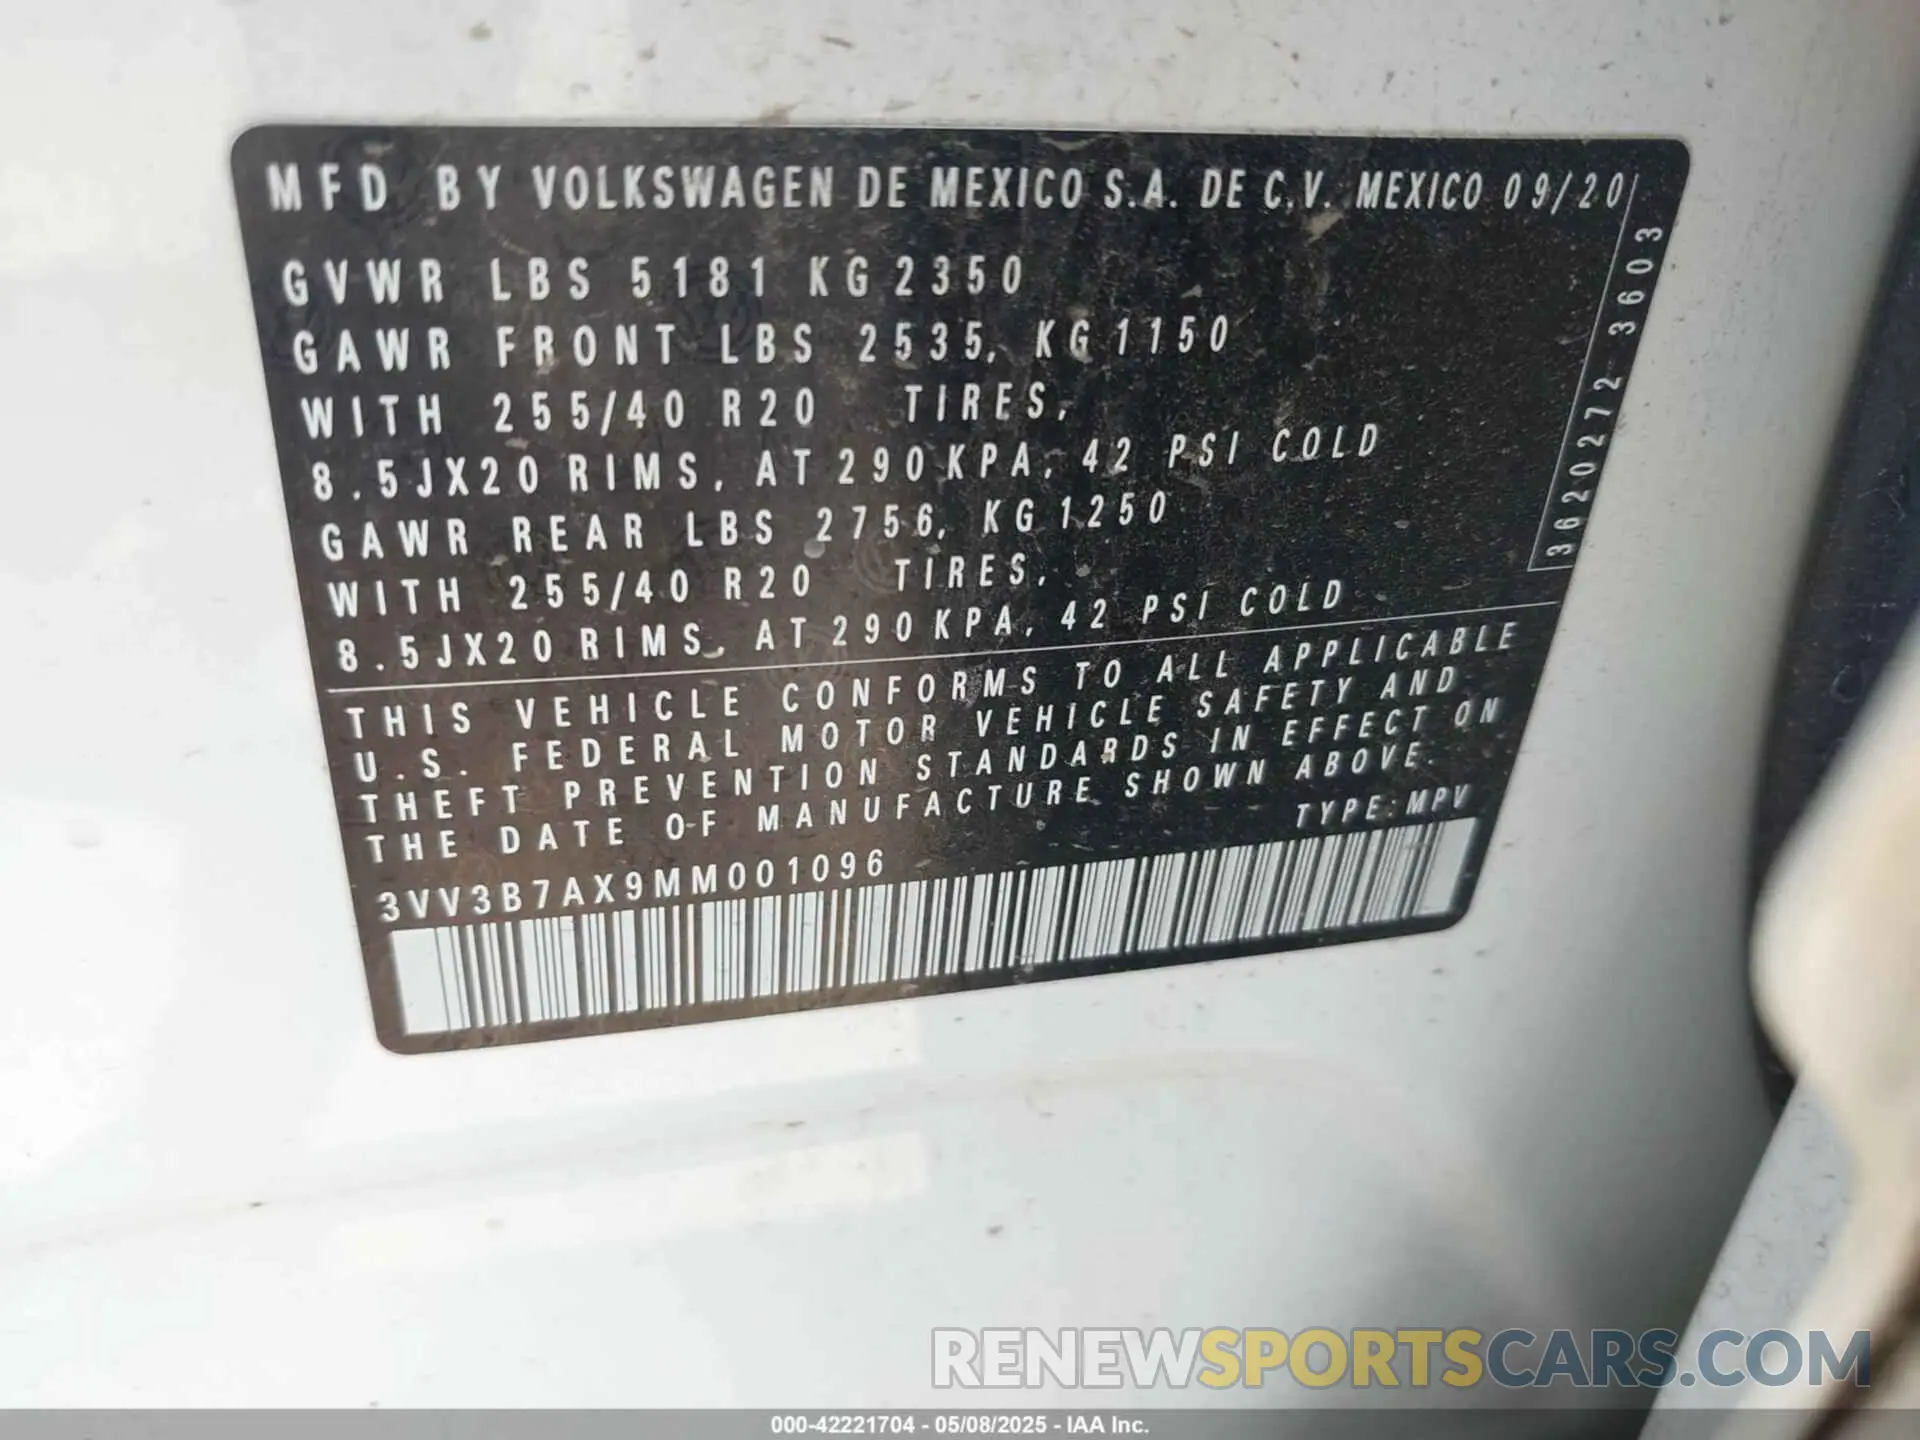 MFD BY VOLKSWAGEN DE MEXICO S.A. DE C.V. MEXICO 09/20
GVWR LBS 5181 KG 2350
GAWR FRONT LBS 2535, KG 1150
WITH 255/40 R20 TIRES,
8.5JX20 RIMS, AT 290 KPA, 42 PSI COLD
GAWR REAR LBS 2756, KG 1250
WITH 255/40 R20 TIRES,
8.5JX20 RIMS, AT 290 KPA, 42 PSI COLD
3620272 3603
THIS VEHICLE CONFORMS TO ALL APPLICABLE
U.S. FEDERAL MOTOR VEHICLE SAFETY AND
THEFT PREVENTION STANDARDS IN EFFECT ON
THE DATE OF MANUFACTURE SHOWN ABOVE.
TYPE: MPV
3VV3B7AX9MM001096
RENEWSPORTSCARS.COM
000-42221704 - 05/08/2025 - IAA Inc.